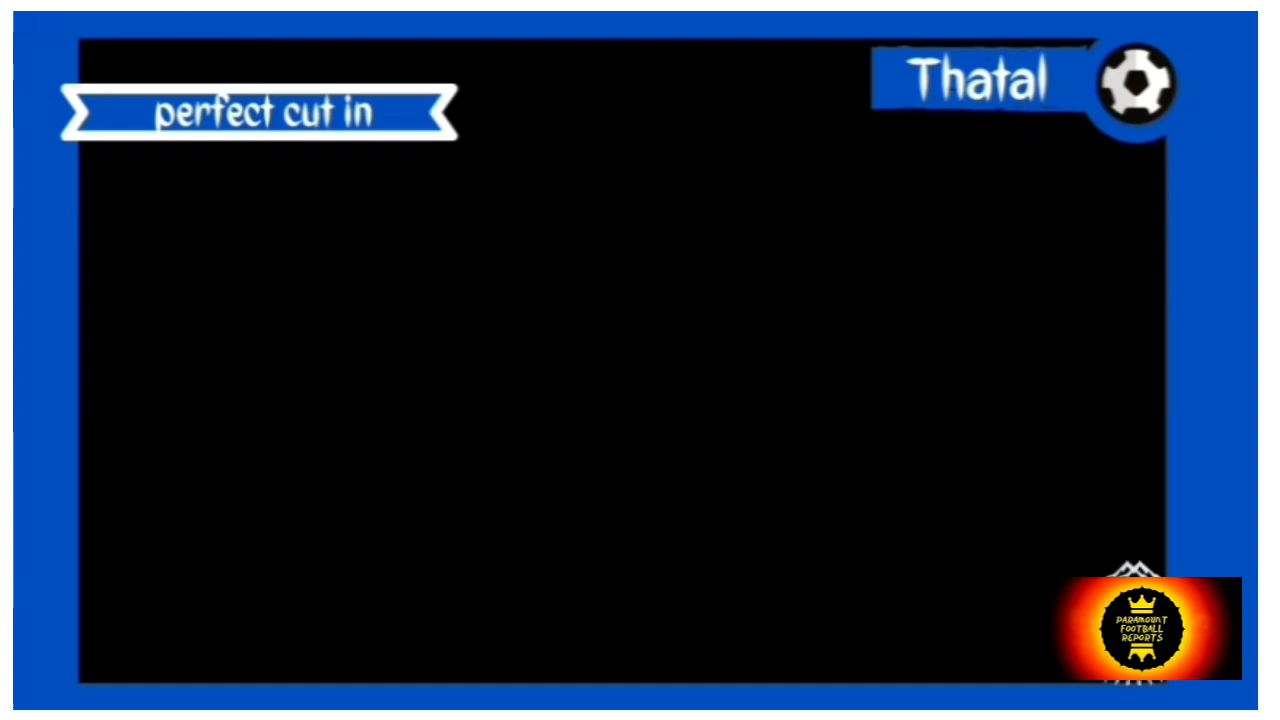 perfect cut in
Thatal
PARAMOUNT
FOOTBALL
REPORTS